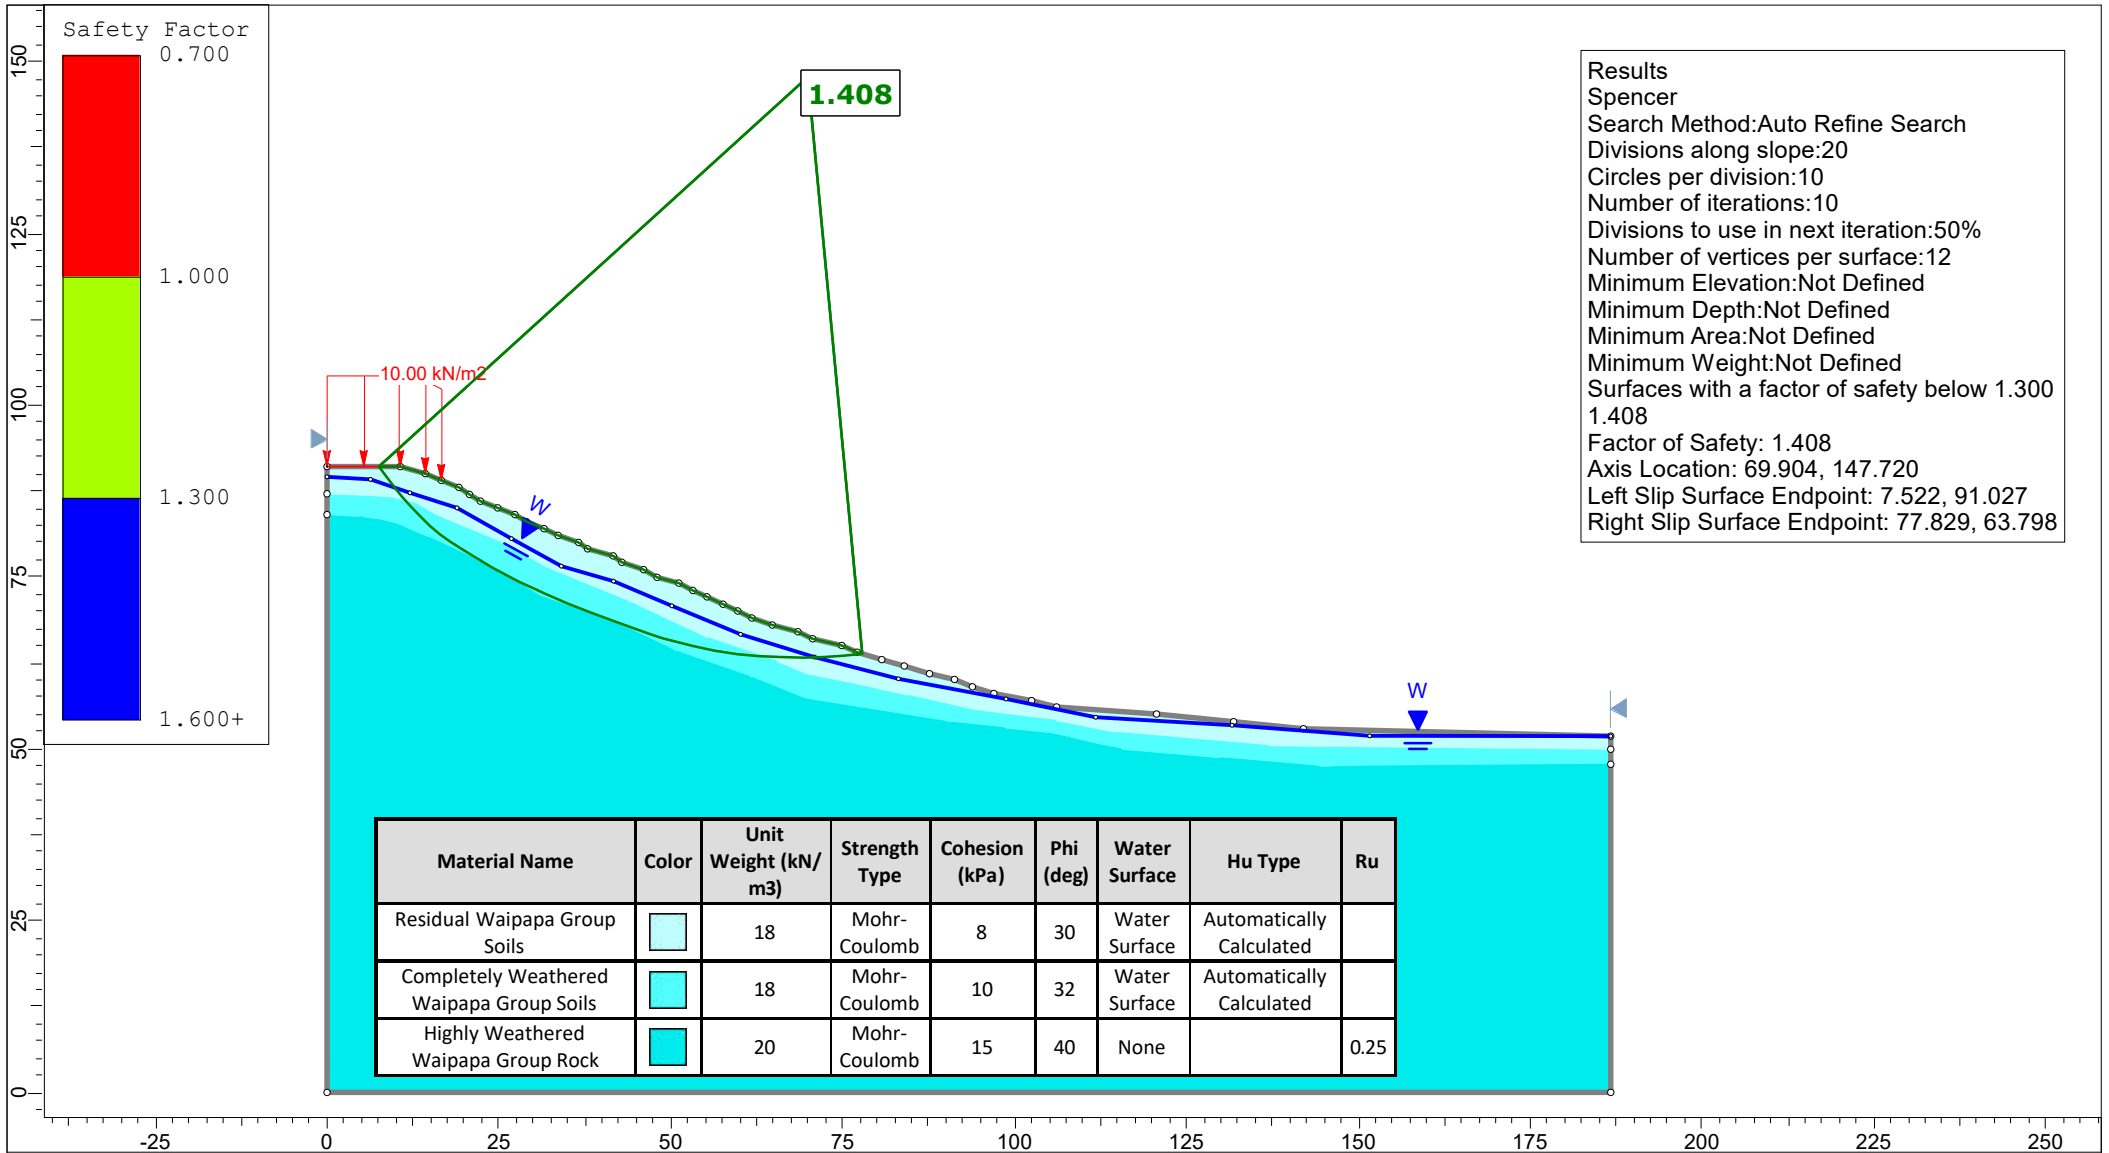 Safety Factor
0.700
1.000
1.300
1.600+
150
125
100
75
50
25
0
1.408
10.00 kN/m2
W
W
Results
Spencer
Search Method:Auto Refine Search
Divisions along slope:20
Circles per division:10
Number of iterations:10
Divisions to use in next iteration:50%
Number of vertices per surface:12
Minimum Elevation:Not Defined
Minimum Depth:Not Defined
Minimum Area:Not Defined
Minimum Weight:Not Defined
Surfaces with a factor of safety below 1.300
1.408
Factor of Safety: 1.408
Axis Location: 69.904, 147.720
Left Slip Surface Endpoint: 7.522, 91.027
Right Slip Surface Endpoint: 77.829, 63.798
Material Name Color Unit Weight (kN/ m3) Strength Type Cohesion (kPa) Phi (deg) Water Surface Hu Type Ru
Residual Waipapa Group Soils 18 Mohr-Coulomb 8 30 Water Surface Automatically Calculated
Completely Weathered Waipapa Group Soils 18 Mohr-Coulomb 10 32 Water Surface Automatically Calculated
Highly Weathered Waipapa Group Rock 20 Mohr-Coulomb 15 40 None 0.25
-25 0 25 50 75 100 125 150 175 200 225 250